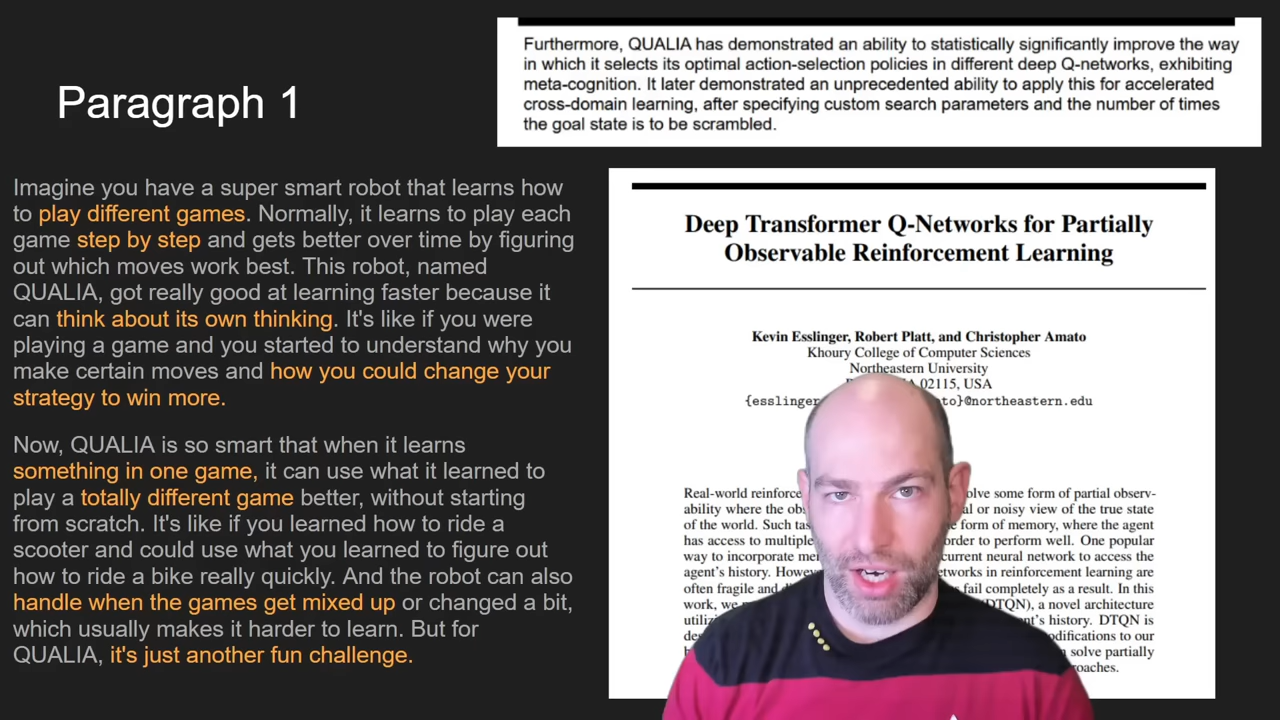 Paragraph 1
Furthermore, QUALIA has demonstrated an ability to statistically significantly improve the way
in which it selects its optimal action-selection policies in different deep Q-networks, exhibiting
meta-cognition. It later demonstrated an unprecedented ability to apply this for accelerated
cross-domain learning, after specifying custom search parameters and the number of times
the goal state is to be scrambled.
Imagine you have a super smart robot that learns how
to play different games. Normally, it learns to play each
game step by step and gets better over time by figuring
out which moves work best. This robot, named
QUALIA, got really good at learning faster because it
can think about its own thinking. It's like if you were
playing a game and you started to understand why you
make certain moves and how you could change your
strategy to win more.
Now, QUALIA is so smart that when it learns
something in one game, it can use what it learned to
play a totally different game better, without starting
from scratch. It's like if you learned how to ride a
scooter and could use what you learned to figure out
how to ride a bike really quickly. And the robot can also
handle when the games get mixed up or changed a bit,
which usually makes it harder to learn. But for
QUALIA, it's just another fun challenge.
Deep Transformer Q-Networks for Partially
Observable Reinforcement Learning
Kevin Esslinger, Robert Platt, and Christopher Amato
Khoury College of Computer Sciences
Northeastern University
02115, USA
{esslinger ato}@northeastern.edu
Real-world reinforce olve some form of partial observ-
ability where the ob al or noisy view of the true state
of the world. Such tas e form of memory, where the agent
has access to multiple order to perform well. One popular
way to incorporate me current neural network to access the
agent's history. Howev etworks in reinforcement learning are
often fragile and d fail completely as a result. In this
work, we (DTQN), a novel architecture
utiliz nt's history. DTQN is
des odifications to our
solve partially
roaches.